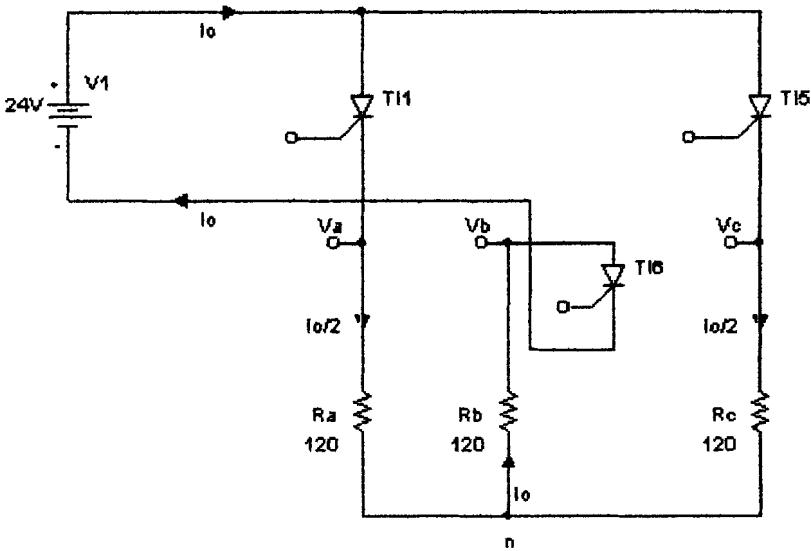 Io
+
V1
24V
-
TI1
TI5
Io
Va
Vb
Vc
TI6
Io/2
Io/2
Ra
120
Rb
120
Rc
120
Io
n